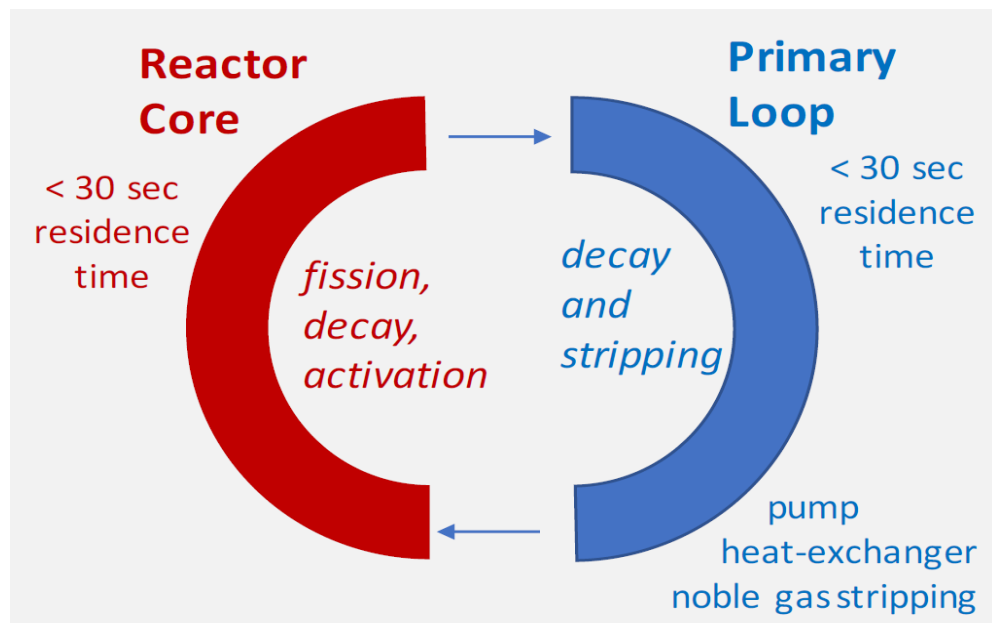 Reactor
Core
< 30 sec
residence
time
fission,
decay,
activation
Primary
Loop
< 30 sec
residence
time
decay
and
stripping
pump
heat-exchanger
noble gas stripping